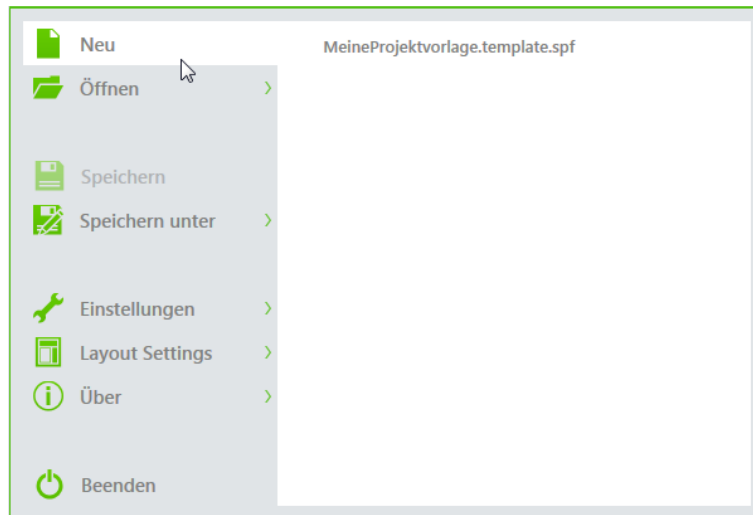 Neu
MeineProjektvorlage.template.spf
Öffnen
Speichern
Speichern unter
Einstellungen
Layout Settings
Über
Beenden